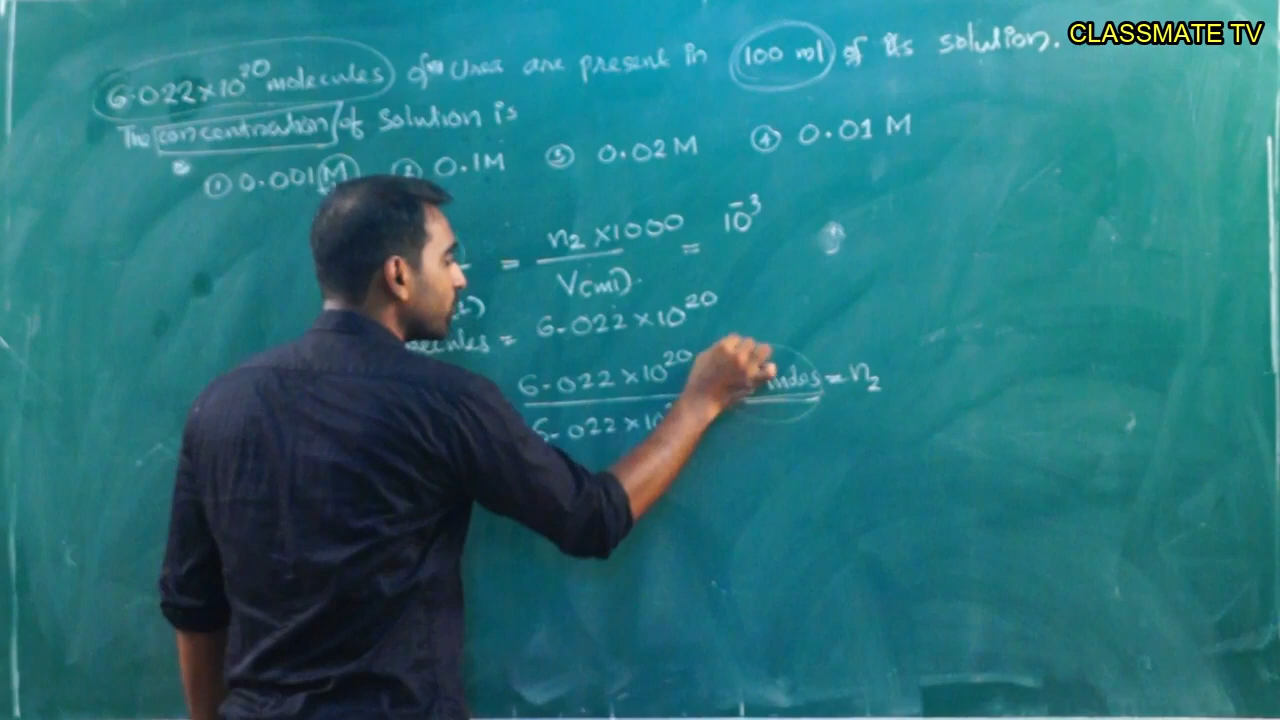 CLASSMATE TV
6.022×10²⁰ molecules of Urea are present in 100 ml of its solution.
The concentration of solution is
① 0.001M ② 0.1M ③ 0.02M ④ 0.01M
= n₂ ×1000 / V(ml). = 10⁻³
= 6.022×10²⁰
6.022×10²⁰ moles = n₂
6.022×10